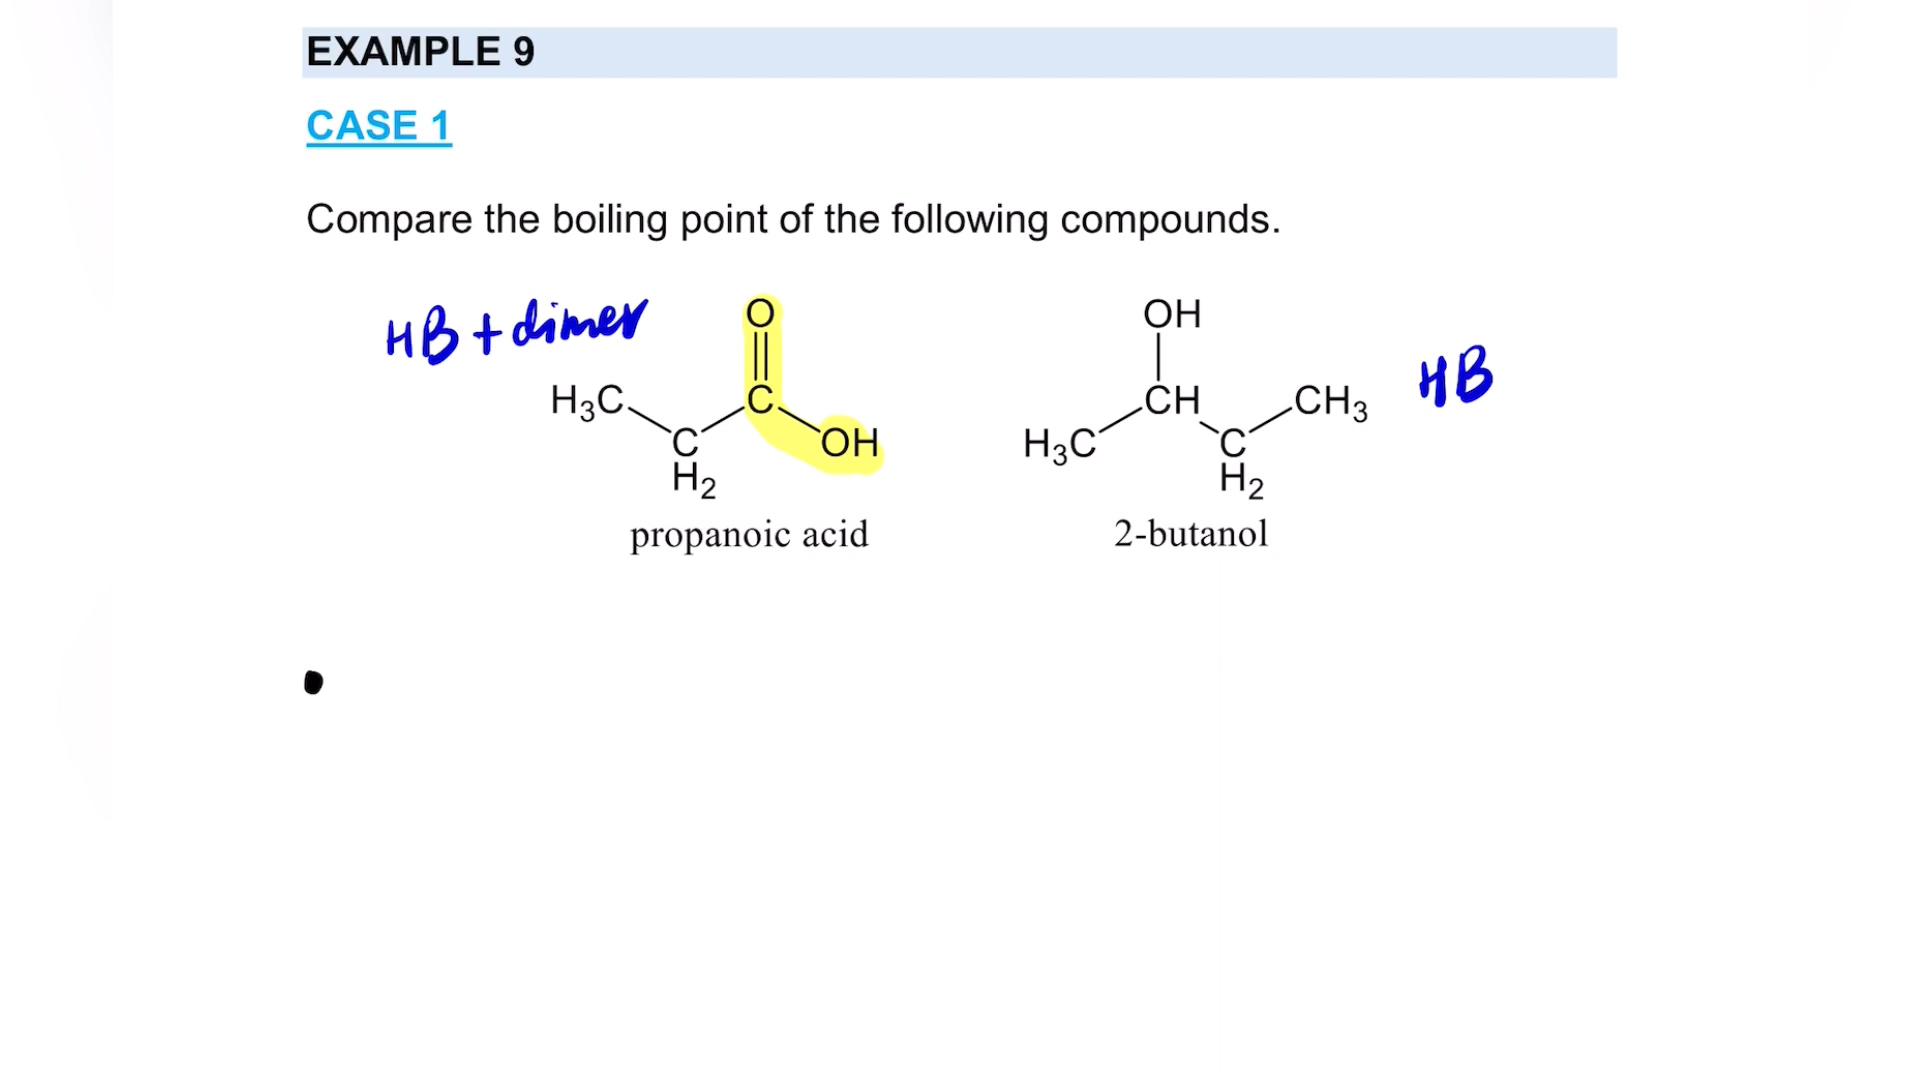 EXAMPLE 9
CASE 1
Compare the boiling point of the following compounds.
HB + dimer
O
H3C
C
OH
C
H2
propanoic acid
OH
CH
CH3
H3C
C
H2
HB
2-butanol